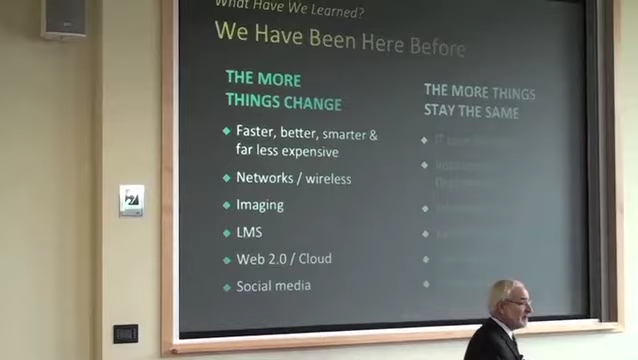 What Have We Learned?
We Have Been Here Before
THE MORE
THINGS CHANGE
Faster, better, smarter &
far less expensive
Networks / wireless
Imaging
LMS
Web 2.0 / Cloud
Social media
THE MORE THINGS
STAY THE SAME